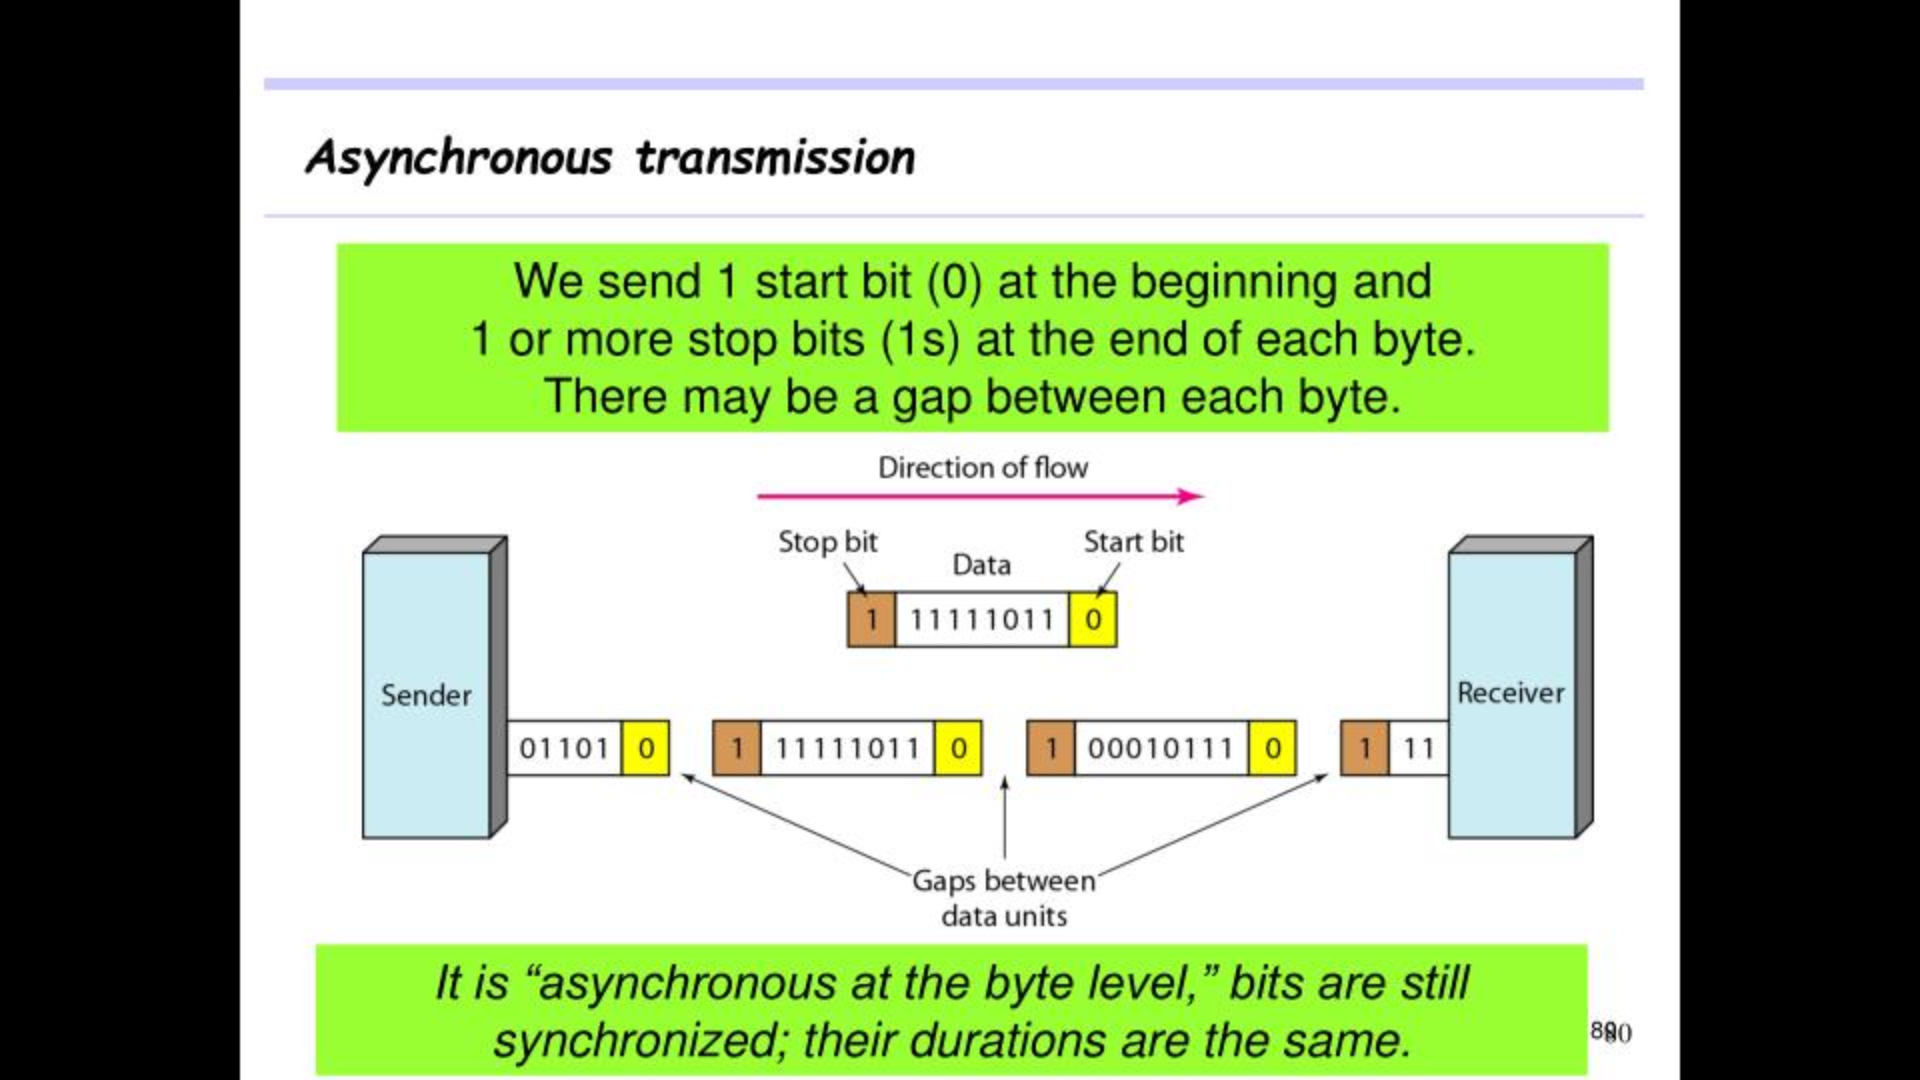 Asynchronous transmission
We send 1 start bit (0) at the beginning and
1 or more stop bits (1s) at the end of each byte.
There may be a gap between each byte.
Direction of flow
Stop bit
Data
Start bit
1 11111011 0
Sender
Receiver
01101 0 1 11111011 0 1 00010111 0 1 11
Gaps between
data units
It is “asynchronous at the byte level,” bits are still
synchronized; their durations are the same.